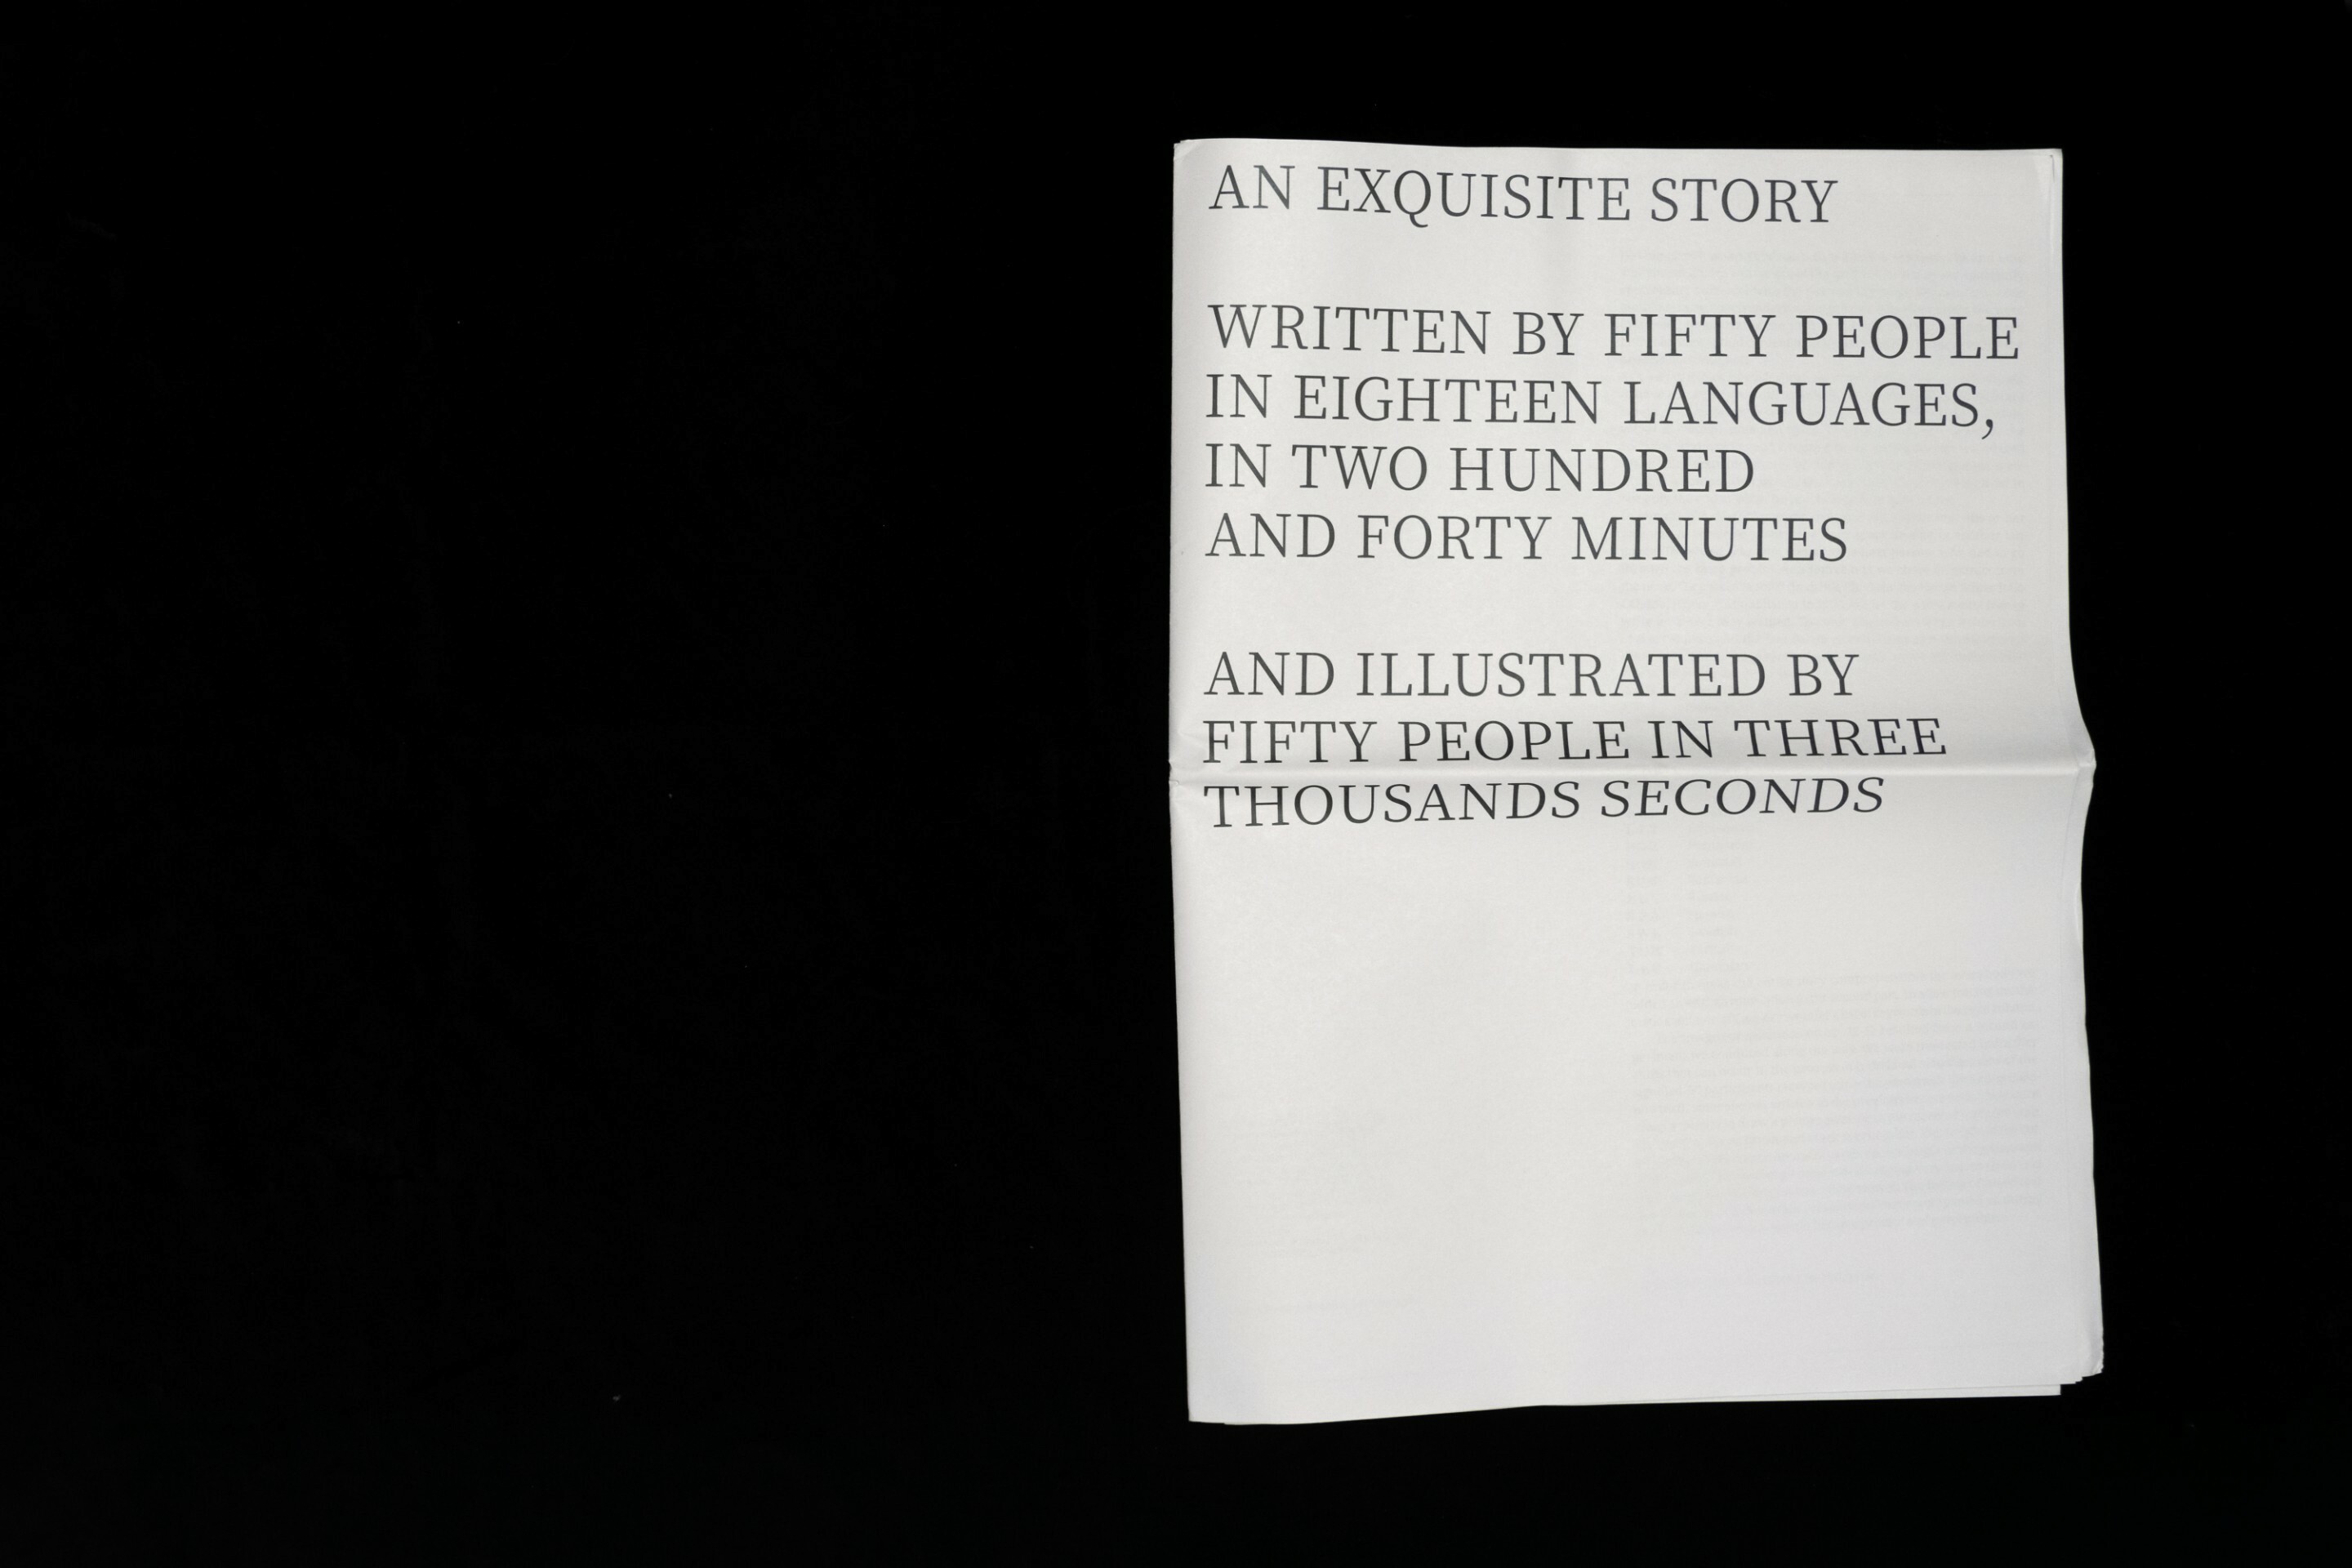 AN EXQUISITE STORY
WRITTEN BY FIFTY PEOPLE
IN EIGHTEEN LANGUAGES,
IN TWO HUNDRED
AND FORTY MINUTES
AND ILLUSTRATED BY
FIFTY PEOPLE IN THREE
THOUSANDS SECONDS